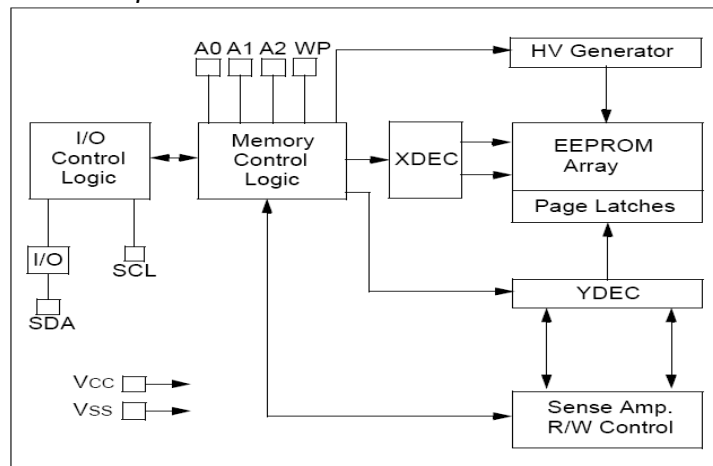 A0 A1 A2 WP
HV Generator
I/O
Control
Logic
Memory
Control
Logic
XDEC
EEPROM
Array
Page Latches
I/O
SCL
SDA
YDEC
VCC
VSS
Sense Amp.
R/W Control